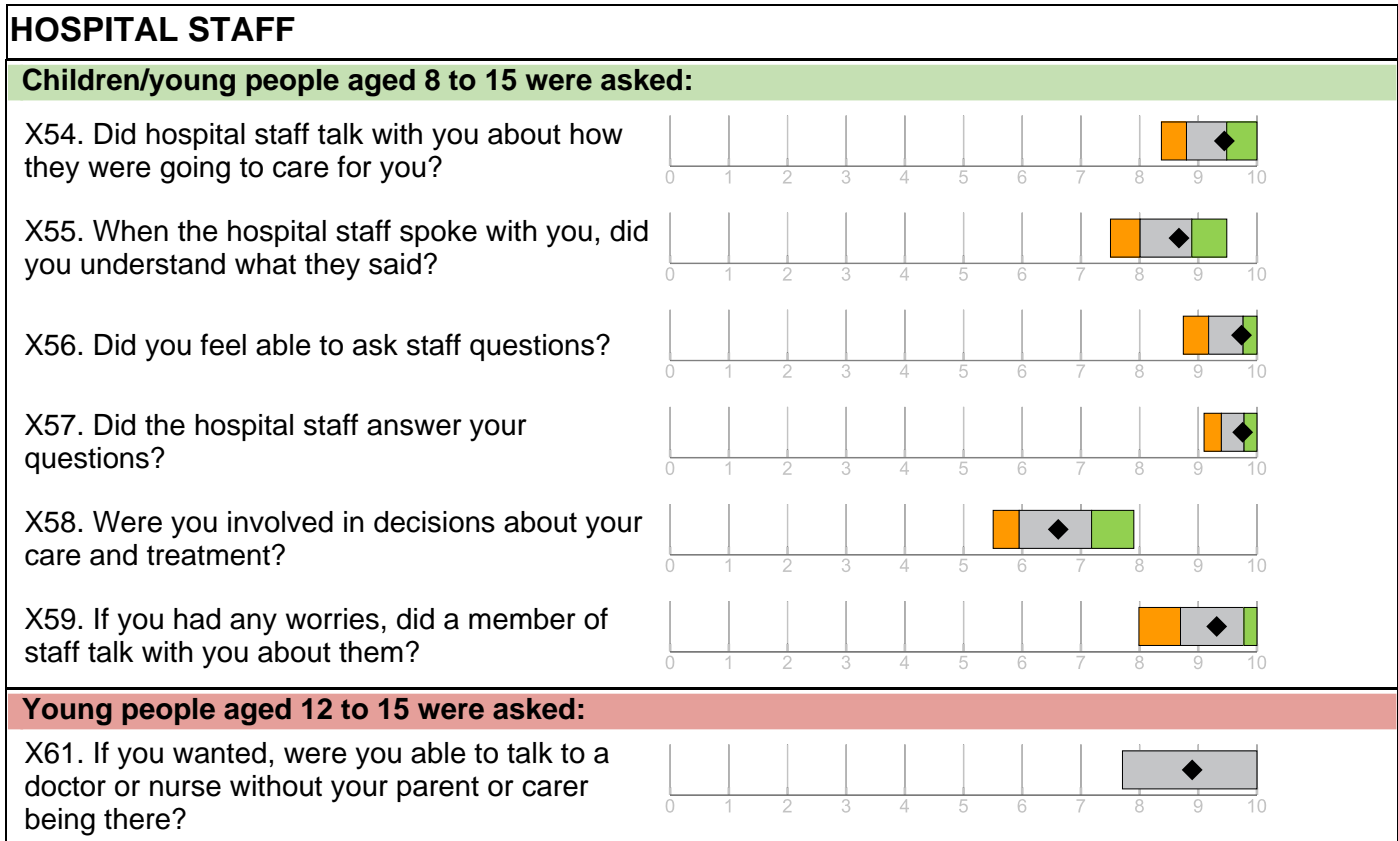 HOSPITAL STAFF
Children/young people aged 8 to 15 were asked:
X54. Did hospital staff talk with you about how
they were going to care for you?
0 1 2 3 4 5 6 7 8 9 10
X55. When the hospital staff spoke with you, did
you understand what they said?
0 1 2 3 4 5 6 7 8 9 10
X56. Did you feel able to ask staff questions?
0 1 2 3 4 5 6 7 8 9 10
X57. Did the hospital staff answer your
questions?
0 1 2 3 4 5 6 7 8 9 10
X58. Were you involved in decisions about your
care and treatment?
0 1 2 3 4 5 6 7 8 9 10
X59. If you had any worries, did a member of
staff talk with you about them?
0 1 2 3 4 5 6 7 8 9 10
Young people aged 12 to 15 were asked:
X61. If you wanted, were you able to talk to a
doctor or nurse without your parent or carer
being there?
0 1 2 3 4 5 6 7 8 9 10